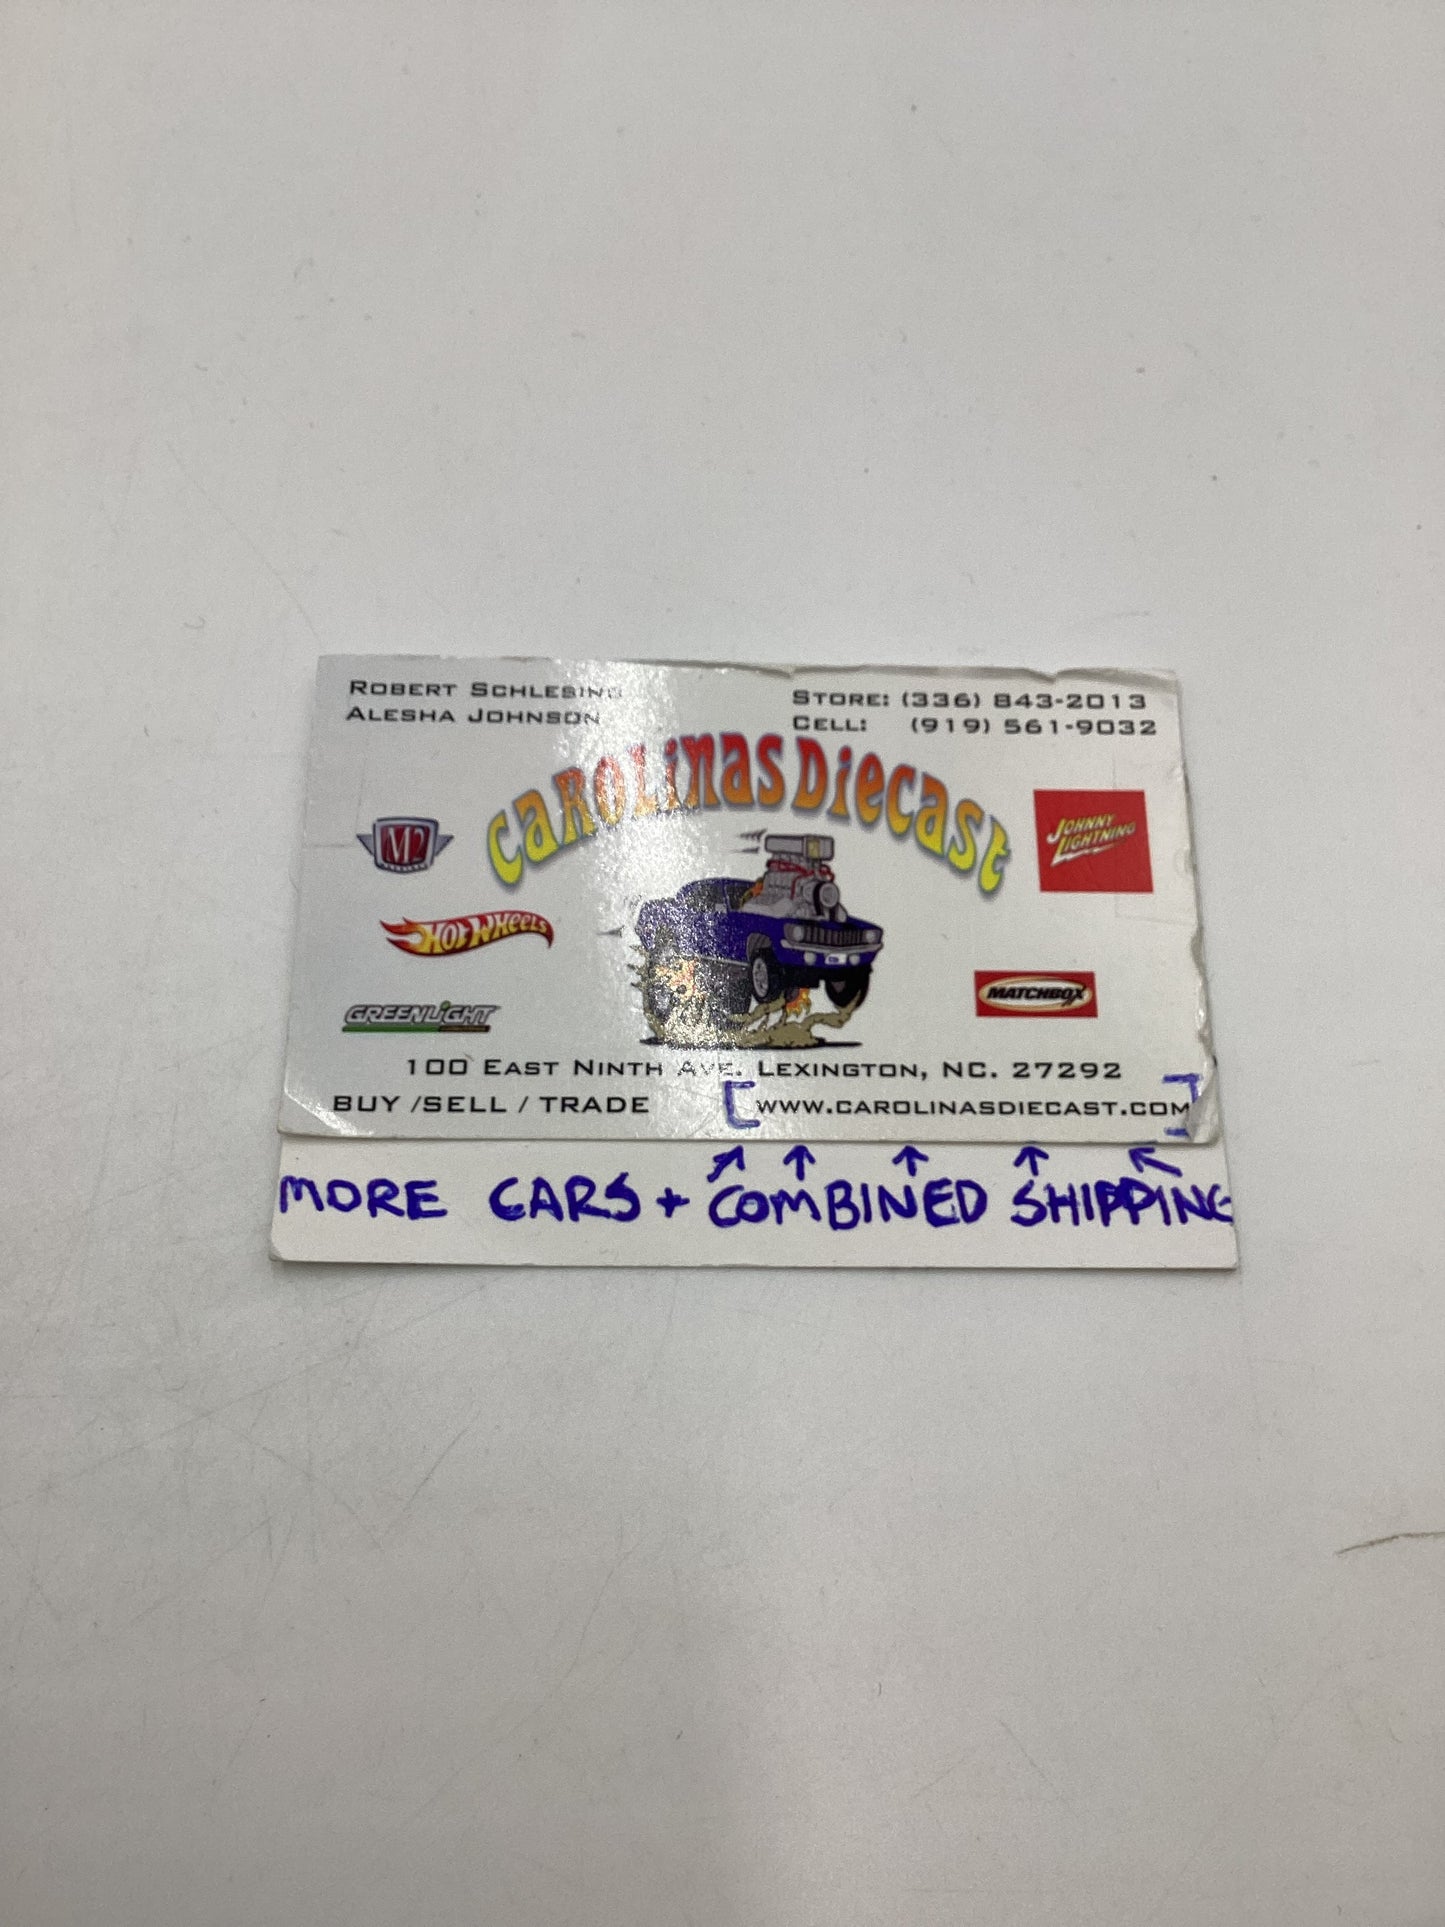 ROBERT SCHLESING
ALESHA JOHNSON
STORE: (336) 843-2013
CELL: (919) 561-9032
CAROLINAS DIECAST
M2
JOHNNY LIGHTNING
HOT WHEELS
MATCHBOX
GREENLIGHT
100 EAST NINTH AVE. LEXINGTON, NC. 27292
BUY /SELL / TRADE [WWW.CAROLINASDIECAST.COM]
MORE CARS + COMBINED SHIPPING